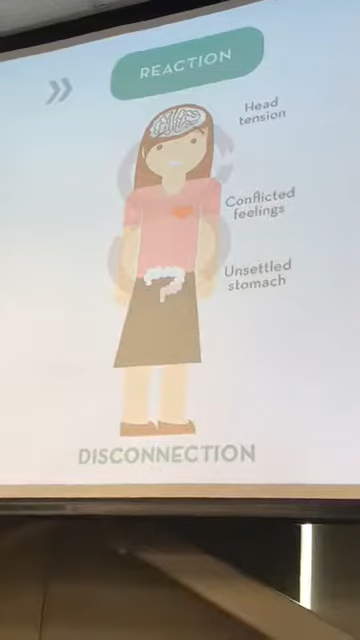 REACTION
Head
tension
Conflicted
feelings
Unsettled
stomach
DISCONNECTION